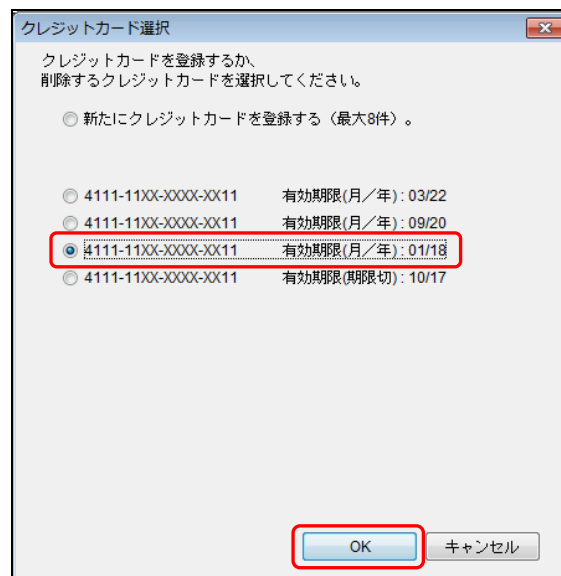 クレジットカード選択
クレジットカードを登録するか、
削除するクレジットカードを選択してください。
新たにクレジットカードを登録する（最大8件）。
4111-11XX-XXXX-XX11 有効期限(月／年) : 03/22
4111-11XX-XXXX-XX11 有効期限(月／年) : 09/20
4111-11XX-XXXX-XX11 有効期限(月／年) : 01/18
4111-11XX-XXXX-XX11 有効期限(期限切) : 10/17
OK キャンセル